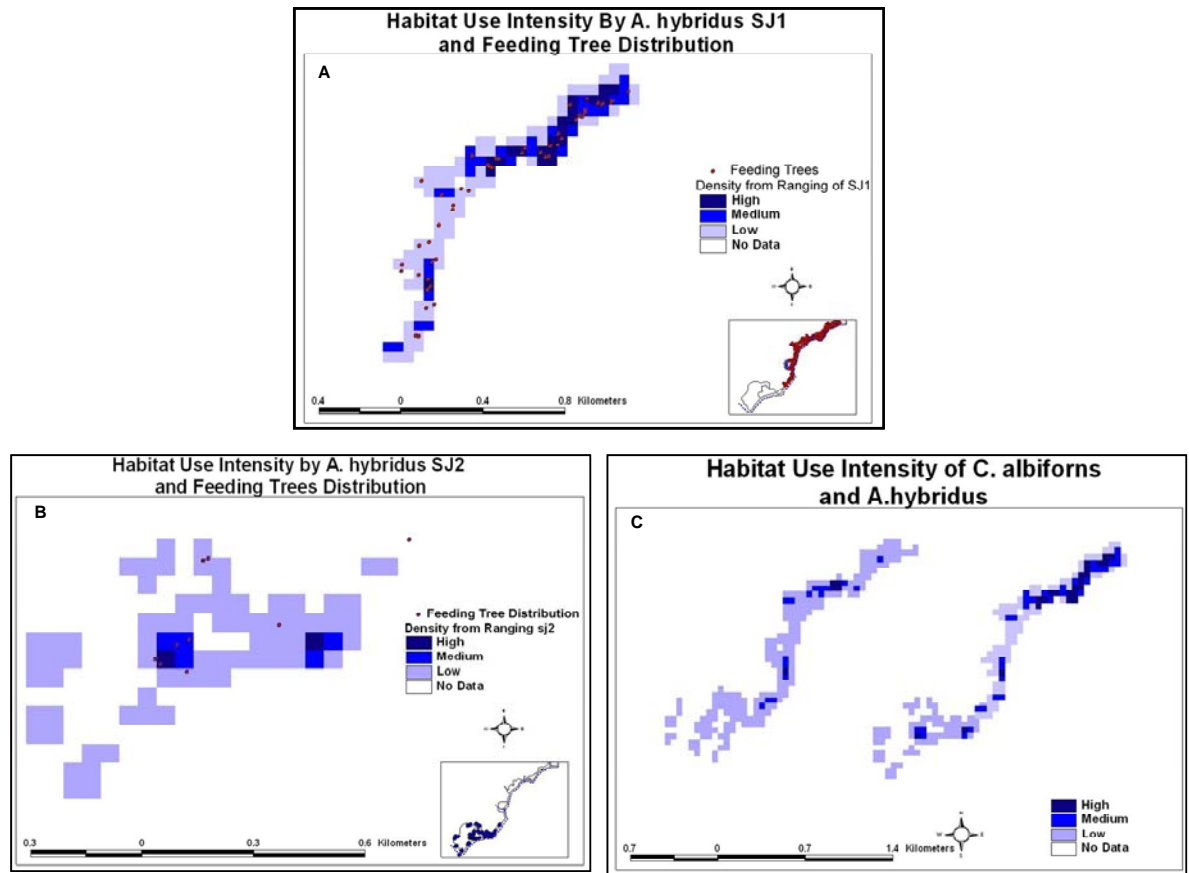 Habitat Use Intensity By A. hybridus SJ1
and Feeding Tree Distribution
A
Feeding Trees
Density from Ranging of SJ1
High
Medium
Low
No Data
0.4 0 0.4 0.8 Kilometers
Habitat Use Intensity by A. hybridus SJ2
and Feeding Trees Distribution
B
Feeding Tree Distribution
Density from Ranging sj2
High
Medium
Low
No Data
0.3 0 0.3 0.6 Kilometers
Habitat Use Intensity of C. albiforns
and A.hybridus
C
High
Medium
Low
No Data
W E
0.7 0 0.7 1.4 Kilometers